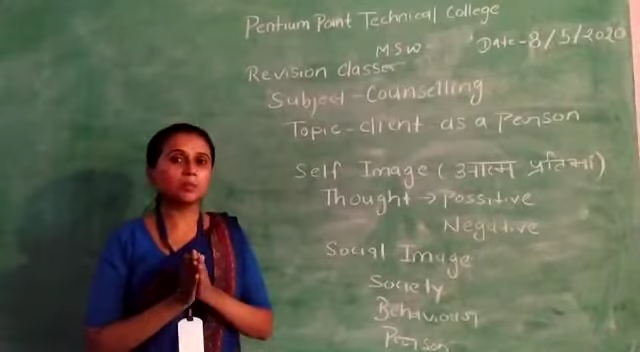 Pentium Point Technical College
MSW Date-8/5/2020
Revision classes
Subject-Counselling
Topic-client as a Person
Self Image (आत्म प्रतिमा)
Thought → Possitive
Negative
Social Image
Society
Behaviour
Person